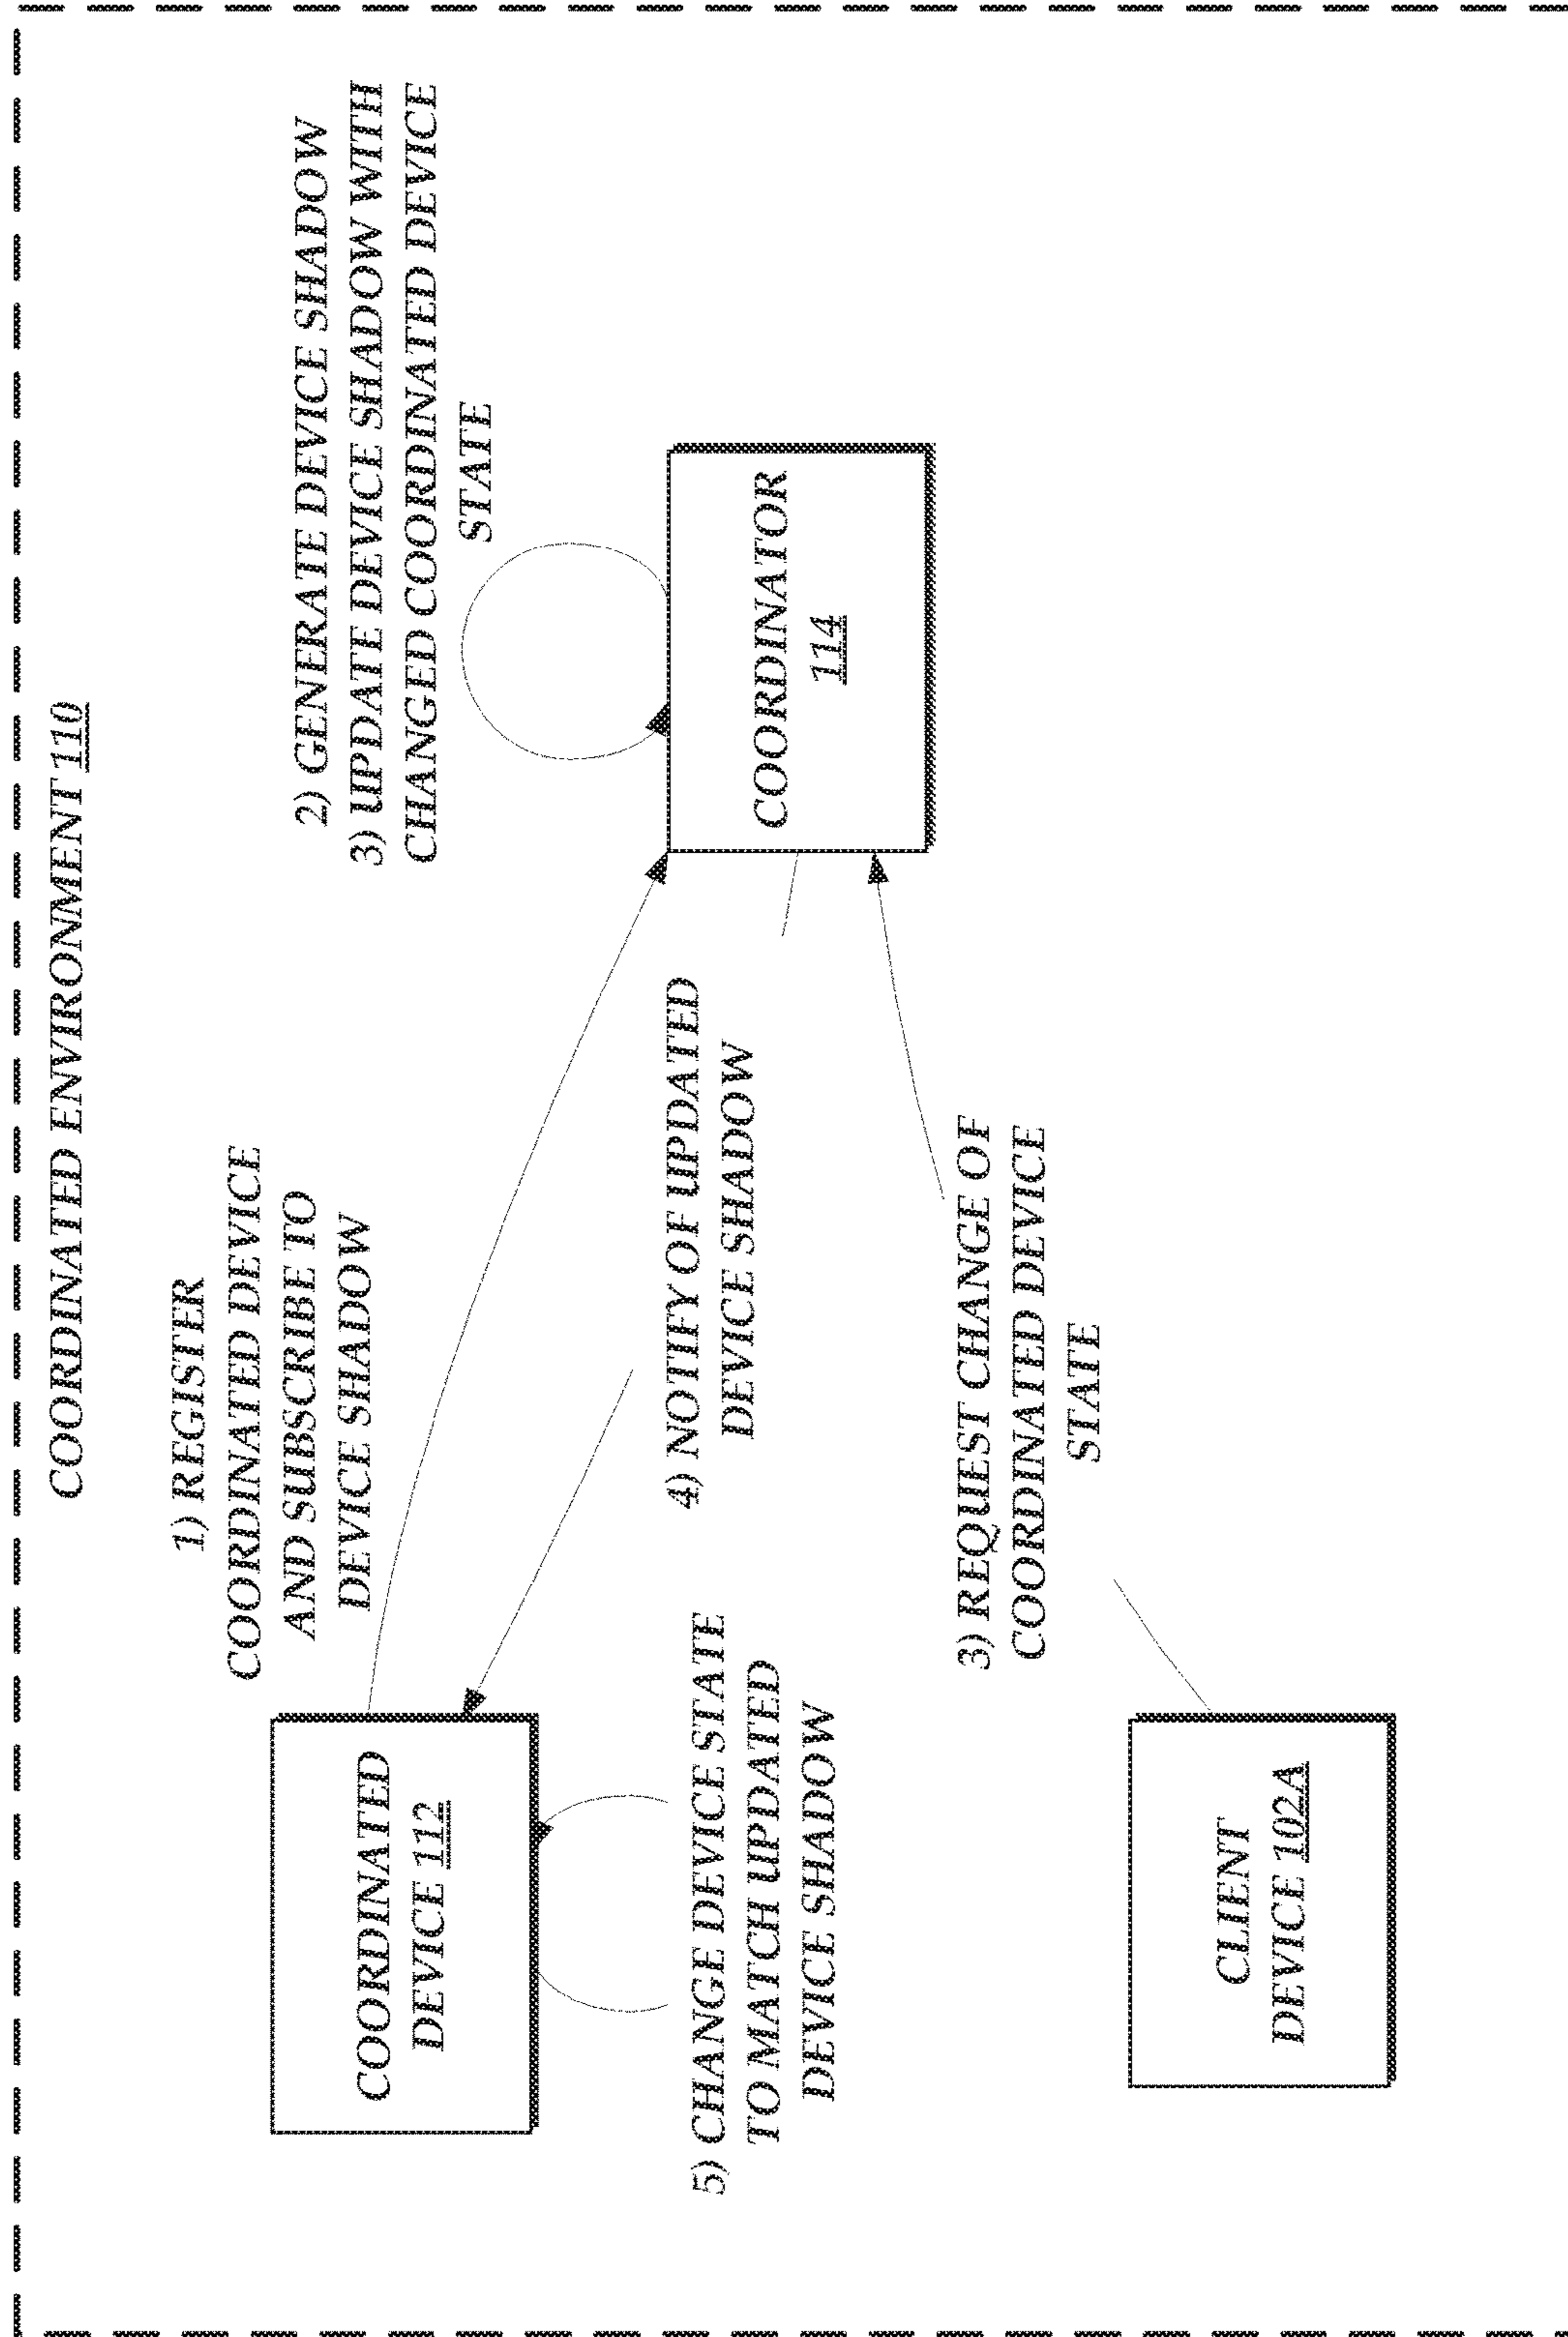 COORDINATED ENVIRONMENT 110
1) REGISTER
COORDINATED DEVICE
AND SUBSCRIBE TO
DEVICE SHADOW
2) GENERATE DEVICE SHADOW
3) UPDATE DEVICE SHADOW WITH
CHANGED COORDINATED DEVICE
STATE
COORDINATED
DEVICE 112
4) NOTIFY OF UPDATED
DEVICE SHADOW
COORDINATOR
114
5) CHANGE DEVICE STATE
TO MATCH UPDATED
DEVICE SHADOW
3) REQUEST CHANGE OF
COORDINATED DEVICE
STATE
CLIENT
DEVICE 102A